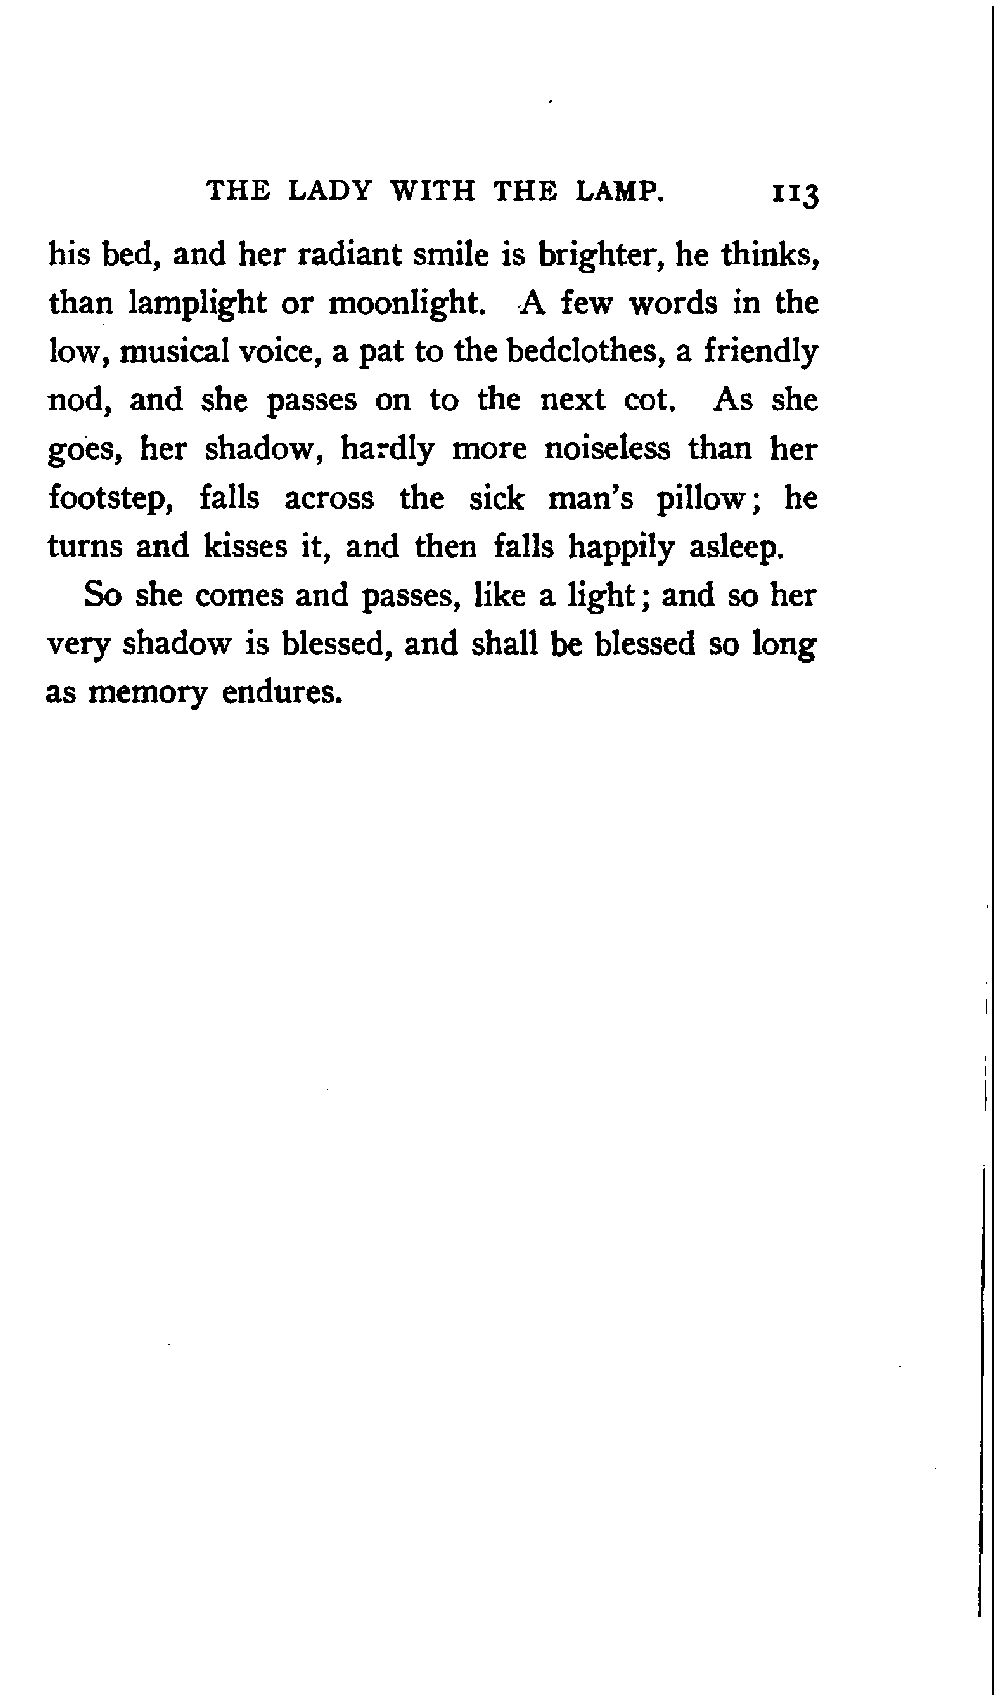 THE LADY WITH THE LAMP. 113
his bed, and her radiant smile is brighter, he thinks,
than lamplight or moonlight. A few words in the
low, musical voice, a pat to the bedclothes, a friendly
nod, and she passes on to the next cot. As she
goes, her shadow, hardly more noiseless than her
footstep, falls across the sick man's pillow; he
turns and kisses it, and then falls happily asleep.
So she comes and passes, like a light; and so her
very shadow is blessed, and shall be blessed so long
as memory endures.